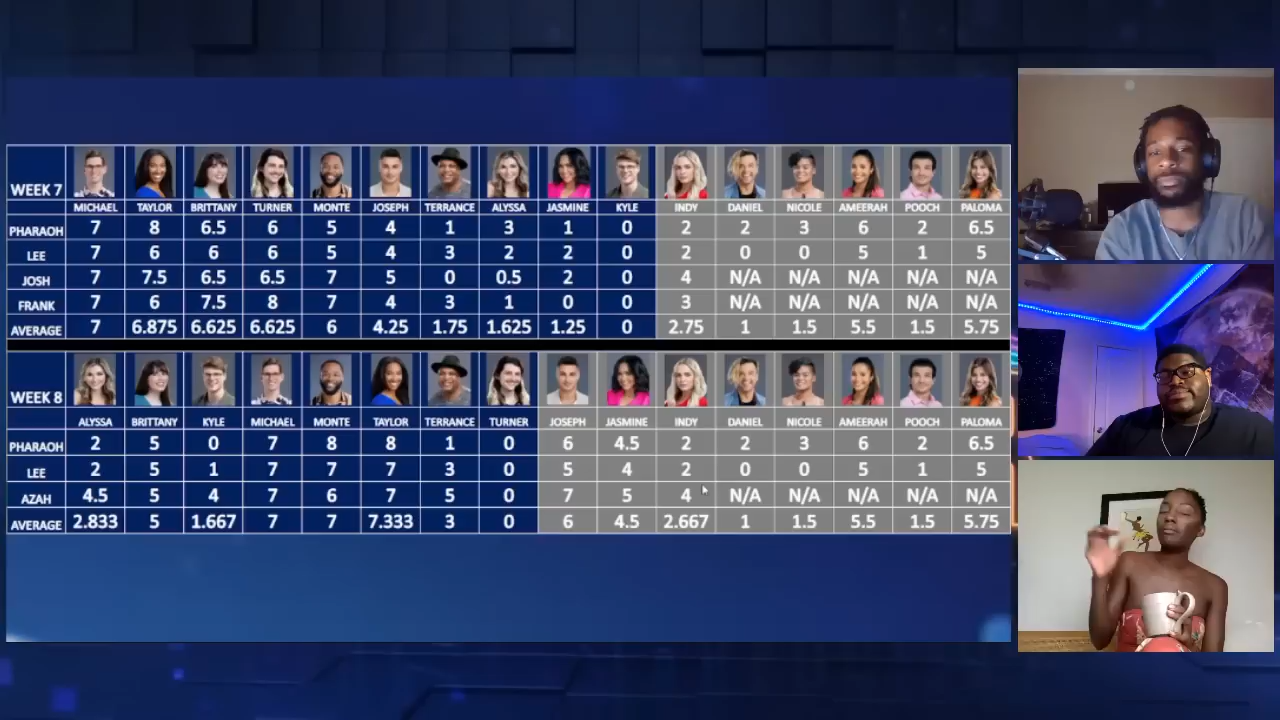 WEEK 7
MICHAEL TAYLOR BRITTANY TURNER MONTE JOSEPH TERRANCE ALYSSA JASMINE KYLE INDY DANIEL NICOLE AMEERAH POOCH PALOMA
PHARAOH 7 8 6.5 6 5 4 1 3 1 0 2 2 3 6 2 6.5
LEE 7 6 6 6 5 4 3 2 2 0 2 0 0 5 1 5
JOSH 7 7.5 6.5 6.5 7 5 0 0.5 2 0 4 N/A N/A N/A N/A N/A
FRANK 7 6 7.5 8 7 4 3 1 0 0 3 N/A N/A N/A N/A N/A
AVERAGE 7 6.875 6.625 6.625 6 4.25 1.75 1.625 1.25 0 2.75 1 1.5 5.5 1.5 5.75
WEEK 8
ALYSSA BRITTANY KYLE MICHAEL MONTE TAYLOR TERRANCE TURNER JOSEPH JASMINE INDY DANIEL NICOLE AMEERAH POOCH PALOMA
PHARAOH 2 5 0 7 8 8 1 0 6 4.5 2 2 3 6 2 6.5
LEE 2 5 1 7 7 7 3 0 5 4 2 0 0 5 1 5
AZAH 4.5 5 4 7 6 7 5 0 7 5 4 N/A N/A N/A N/A N/A
AVERAGE 2.833 5 1.667 7 7 7.333 3 0 6 4.5 2.667 1 1.5 5.5 1.5 5.75